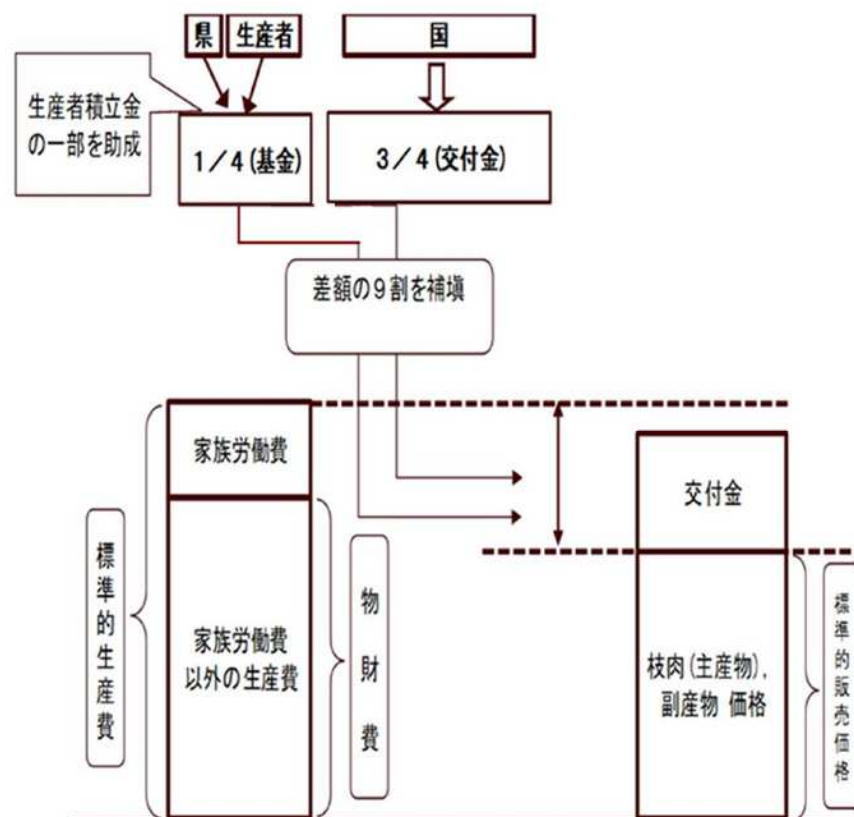 県
生産者
国
生産者積立金
の一部を助成
1／4(基金)
3／4(交付金)
差額の9割を補塡
家族労働費
交付金
標準的生産費
家族労働費
以外の生産費
物財費
枝肉(主産物),
副産物 価格
標準的販売価格